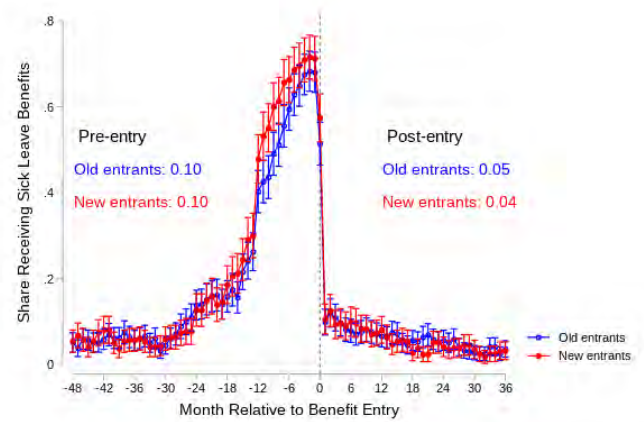 .8
.6
.4
.2
0
Share Receiving Sick Leave Benefits
Pre-entry
Old entrants: 0.10
New entrants: 0.10
Post-entry
Old entrants: 0.05
New entrants: 0.04
Old entrants
New entrants
-48 -42 -36 -30 -24 -18 -12 -6 0 6 12 18 24 30 36
Month Relative to Benefit Entry